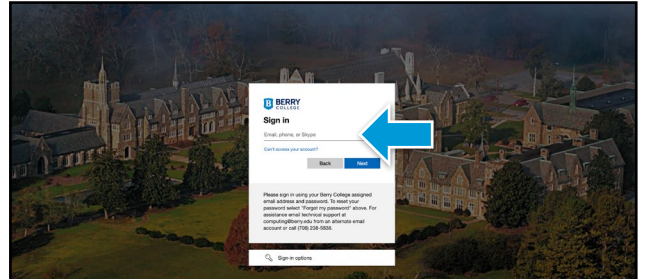 BERRY
COLLEGE
Sign in
Email, phone, or Skype
Can't access your account?
Back Next
Please sign in using your Berry College assigned
email address and password. To reset your
password select "Forgot my password" above. For
assistance email technical support at
computing@berry.edu from an alternate email
account or call (706) 238-5838.
Sign-in options